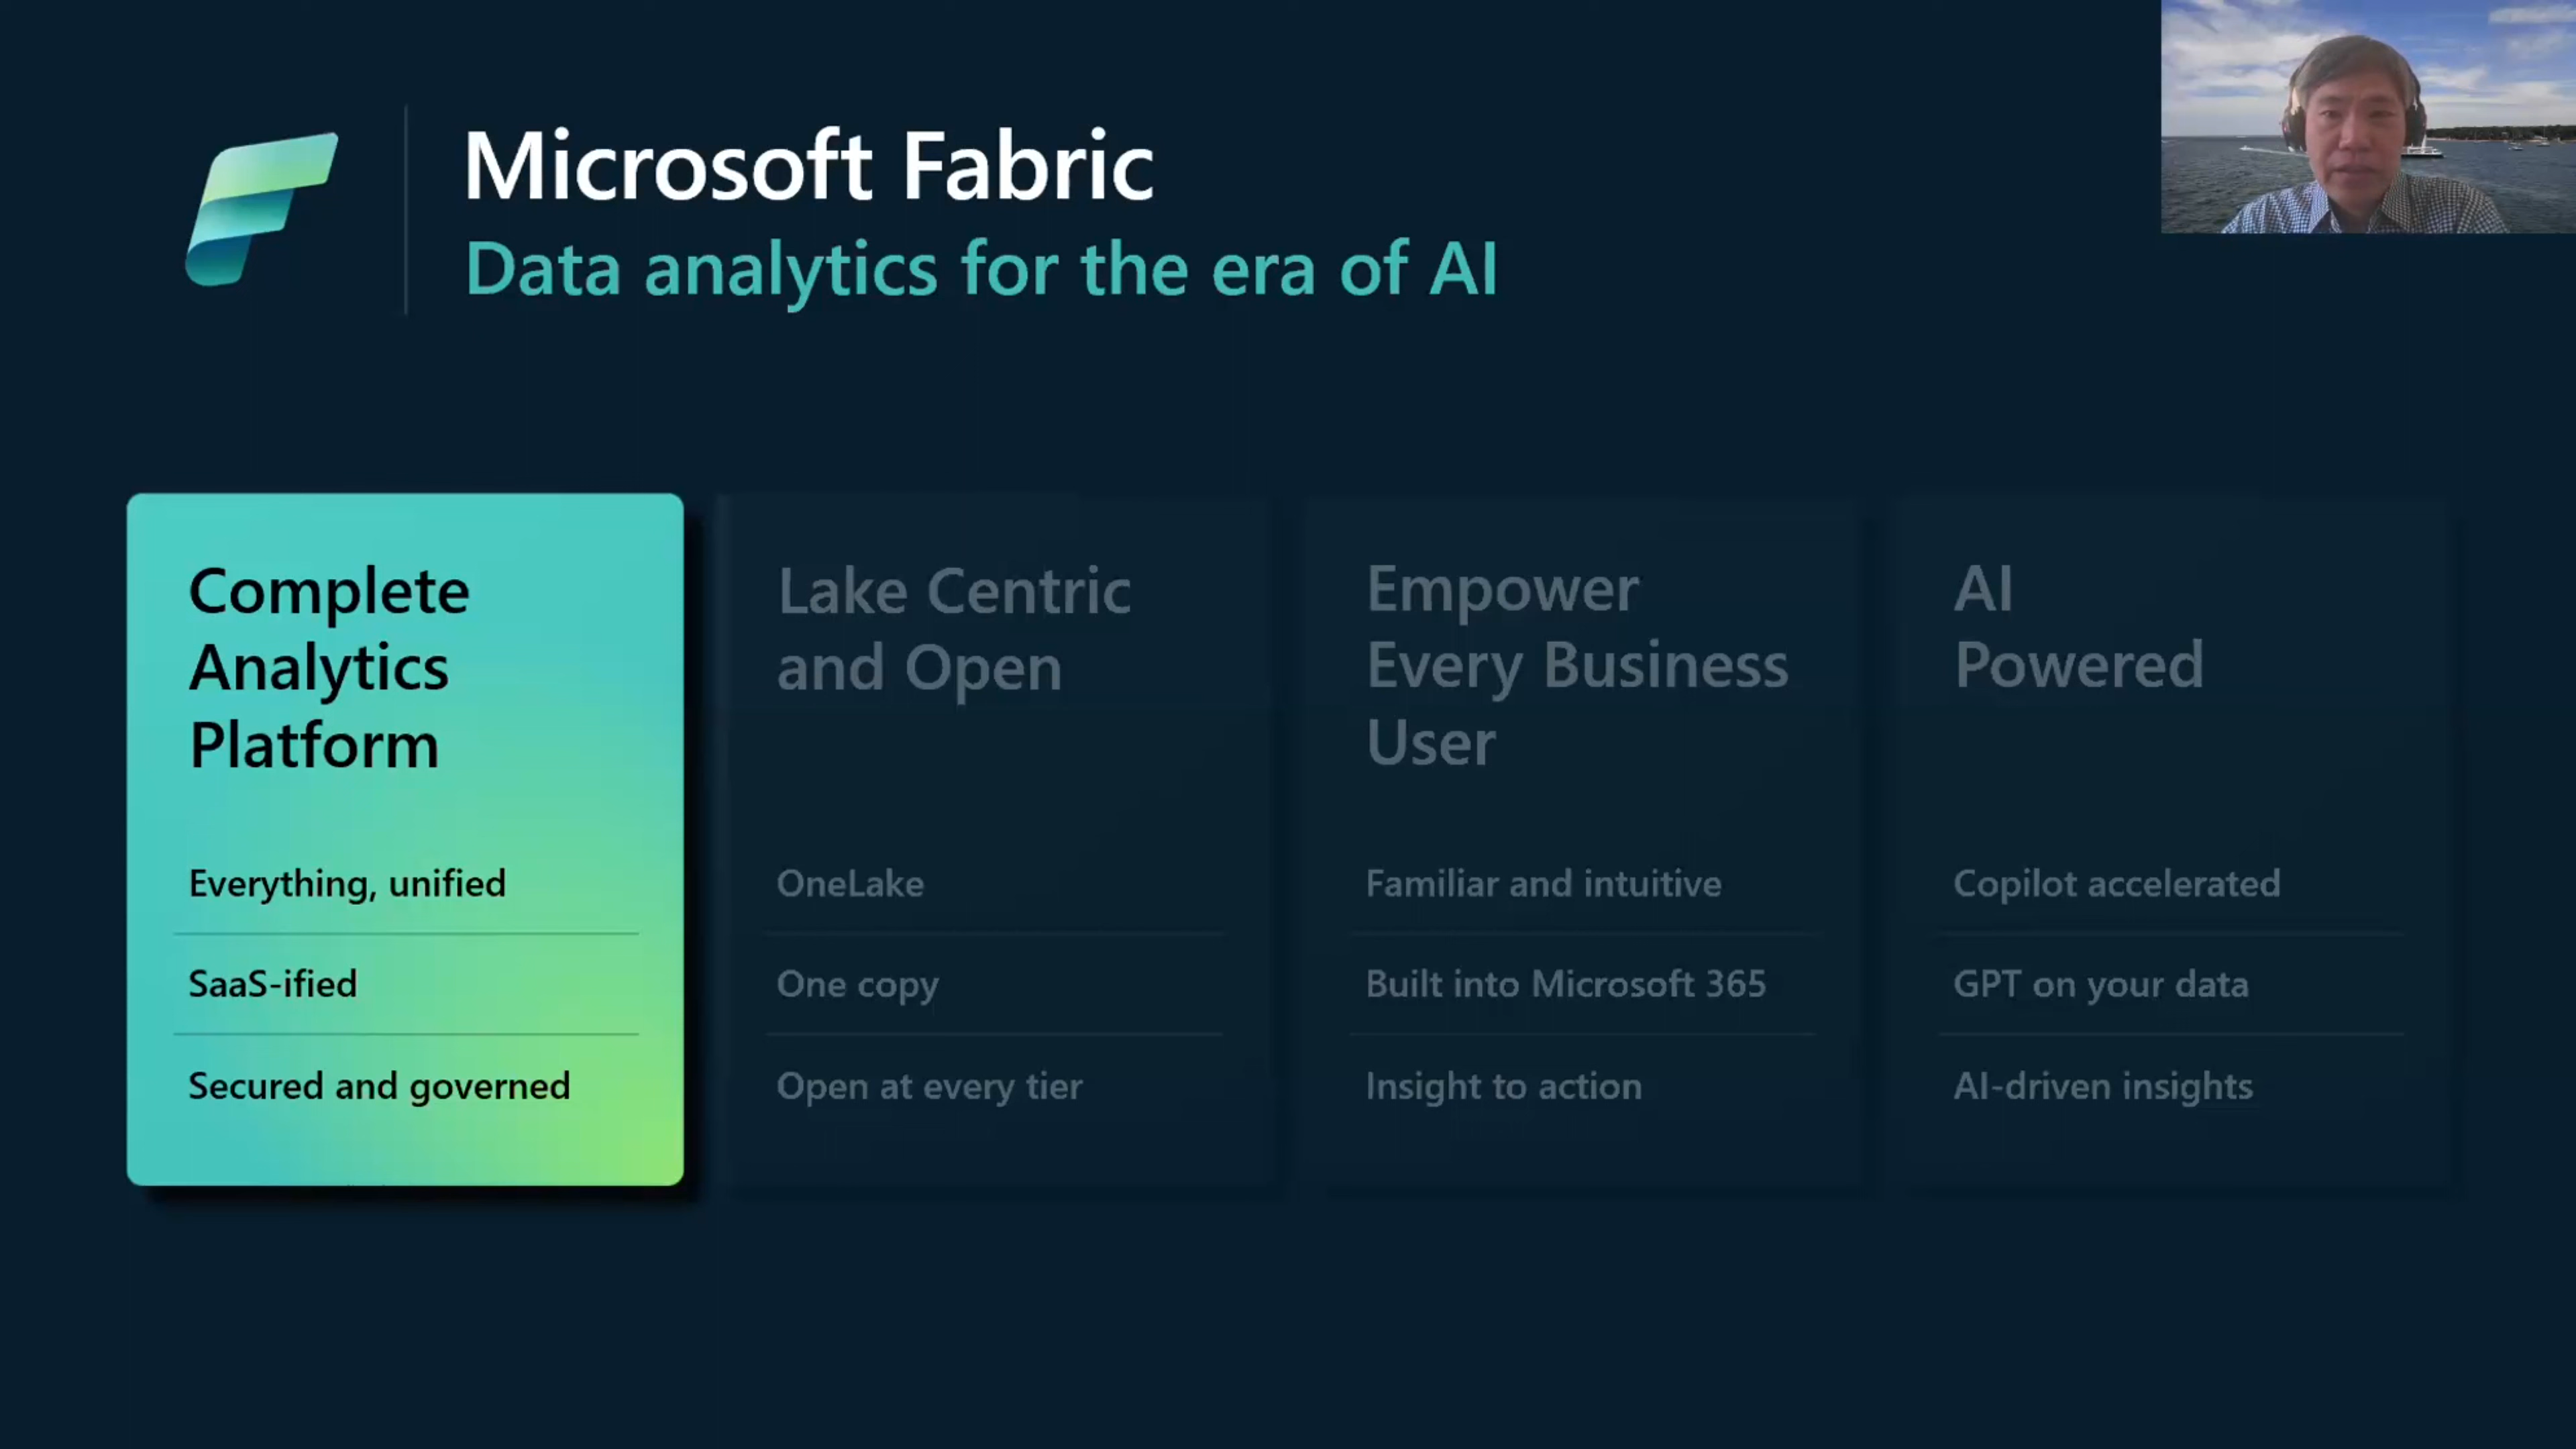 Microsoft Fabric
Data analytics for the era of AI
Complete
Analytics
Platform
Everything, unified
SaaS-ified
Secured and governed
Lake Centric
and Open
OneLake
One copy
Open at every tier
Empower
Every Business
User
Familiar and intuitive
Built into Microsoft 365
Insight to action
AI
Powered
Copilot accelerated
GPT on your data
AI-driven insights